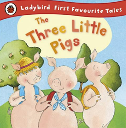 Ladybird First Favourite Tales
The
Three Little
Pigs